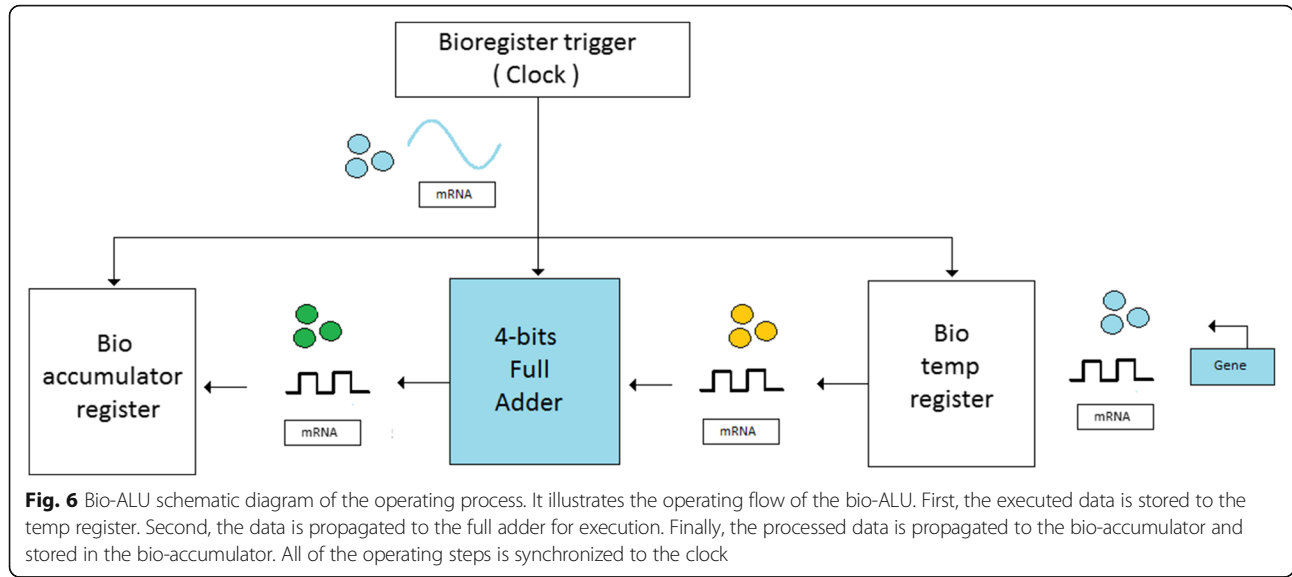 Bioregister trigger
( Clock )
mRNA
Bio
accumulator
register
mRNA
4-bits
Full
Adder
mRNA
Bio
temp
register
mRNA
Gene
Fig. 6 Bio-ALU schematic diagram of the operating process. It illustrates the operating flow of the bio-ALU. First, the executed data is stored to the
temp register. Second, the data is propagated to the full adder for execution. Finally, the processed data is propagated to the bio-accumulator and
stored in the bio-accumulator. All of the operating steps is synchronized to the clock